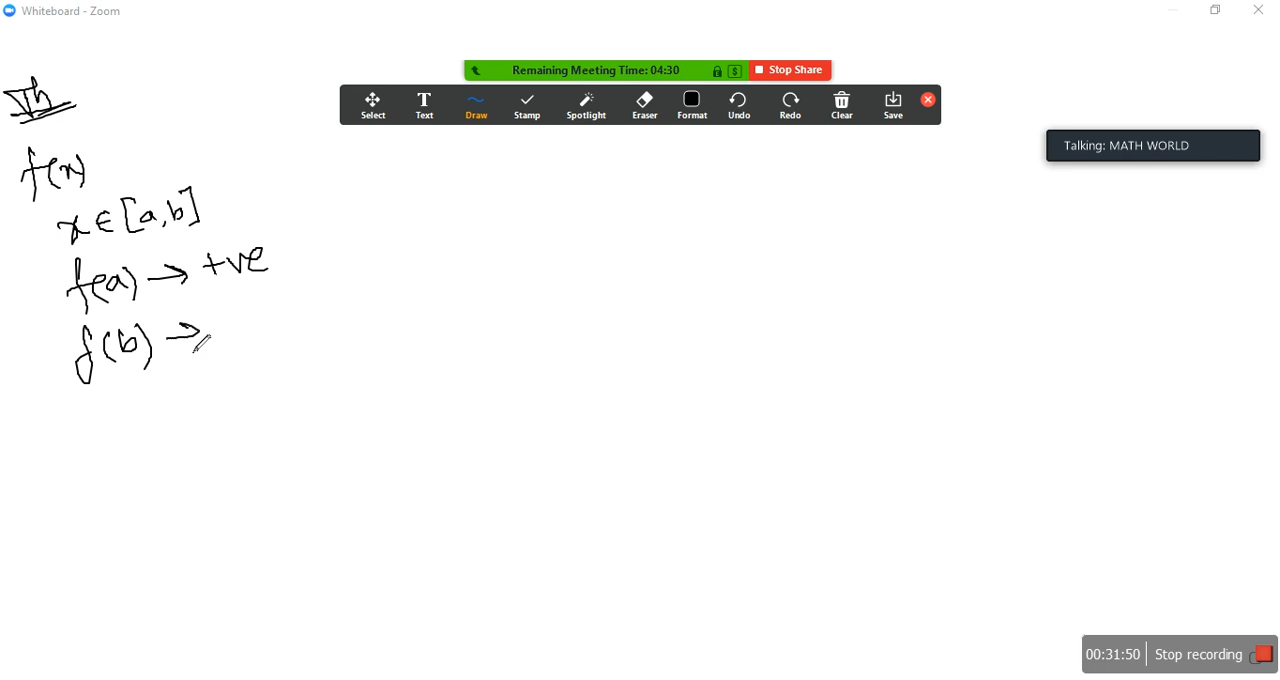 Whiteboard - Zoom
Remaining Meeting Time: 04:30
$
Stop Share
Select
Text
Draw
Stamp
Spotlight
Eraser
Format
Undo
Redo
Clear
Save
Talking: MATH WORLD
Th
f(x)
x ∈ [a,b]
f(a) → +ve
f(b) →
00:31:50
Stop recording